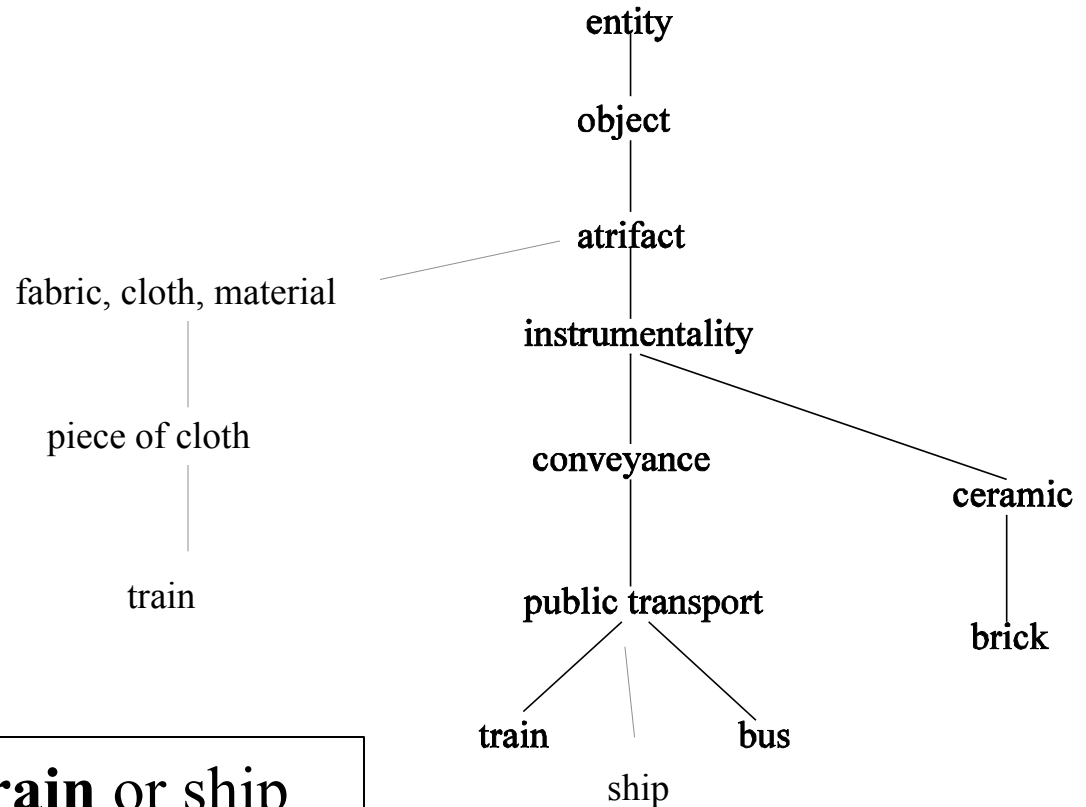 entity
object
atrifact
fabric, cloth, material
instrumentality
piece of cloth
conveyance
ceramic
train
public transport
brick
train
bus
ship
or ship